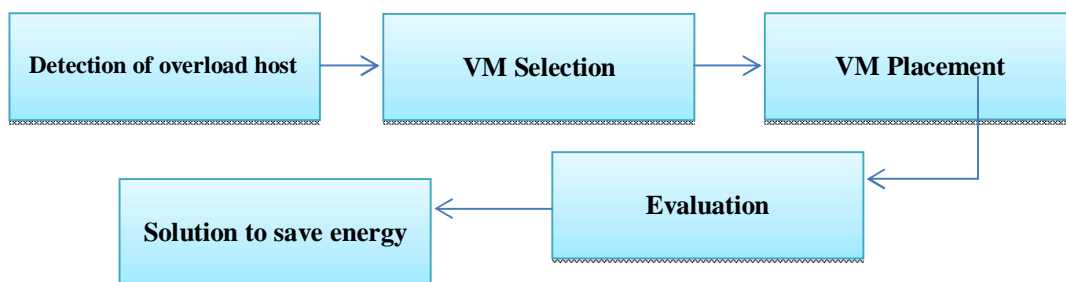 Detection of overload host
VM Selection
VM Placement
Evaluation
Solution to save energy